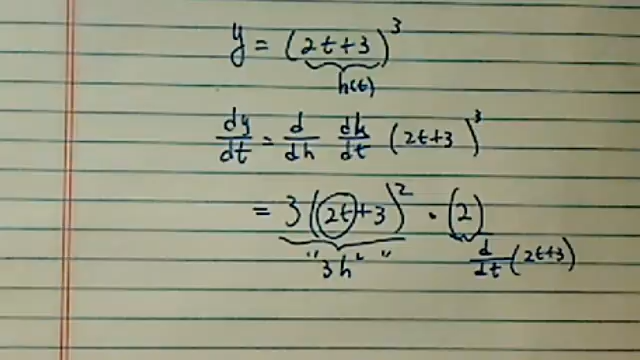 y = (2t+3)^3
h(t)
dy/dt = d/dh dh/dt (2t+3)^3
= 3(2t+3)^2 · (2)
"3h^2" d/dt (2t+3)